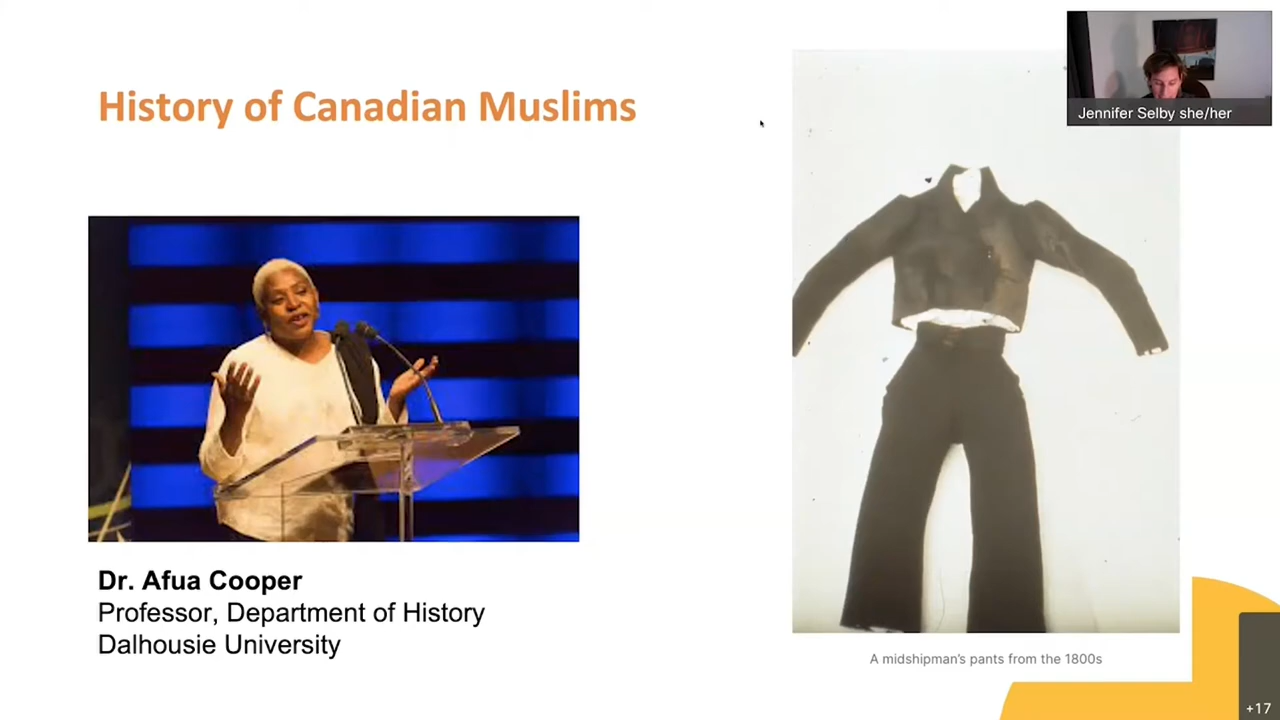 History of Canadian Muslims
Jennifer Selby she/her
Dr. Afua Cooper
Professor, Department of History
Dalhousie University
A midshipman's pants from the 1800s
+17